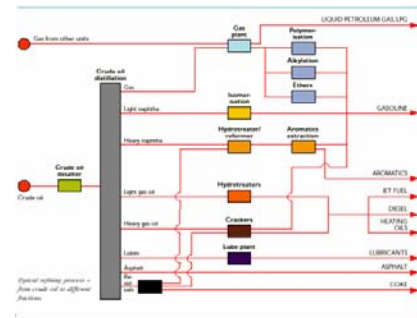 LIQUID PETROLEUM GAS, LPG
Gas
plant
Polymer-
isation
Gas from other units
Alkylation
Crude oil
distillation
Ethers
Gas
Isomer-
isation
Light naphtha
GASOLINE
Hydrotreater/
reformer
Aromatics
extraction
Heavy naphtha
Crude oil
desalter
AROMATICS
Light gas oil
Hydrotreaters
JET FUEL
Crude oil
DIESEL
Heavy gas oil
Crackers
HEATING
OILS
Lube plant
LUBRICANTS
Asphalt
ASPHALT
Typical refining process –
from crude oil to different
fractions.
COKE